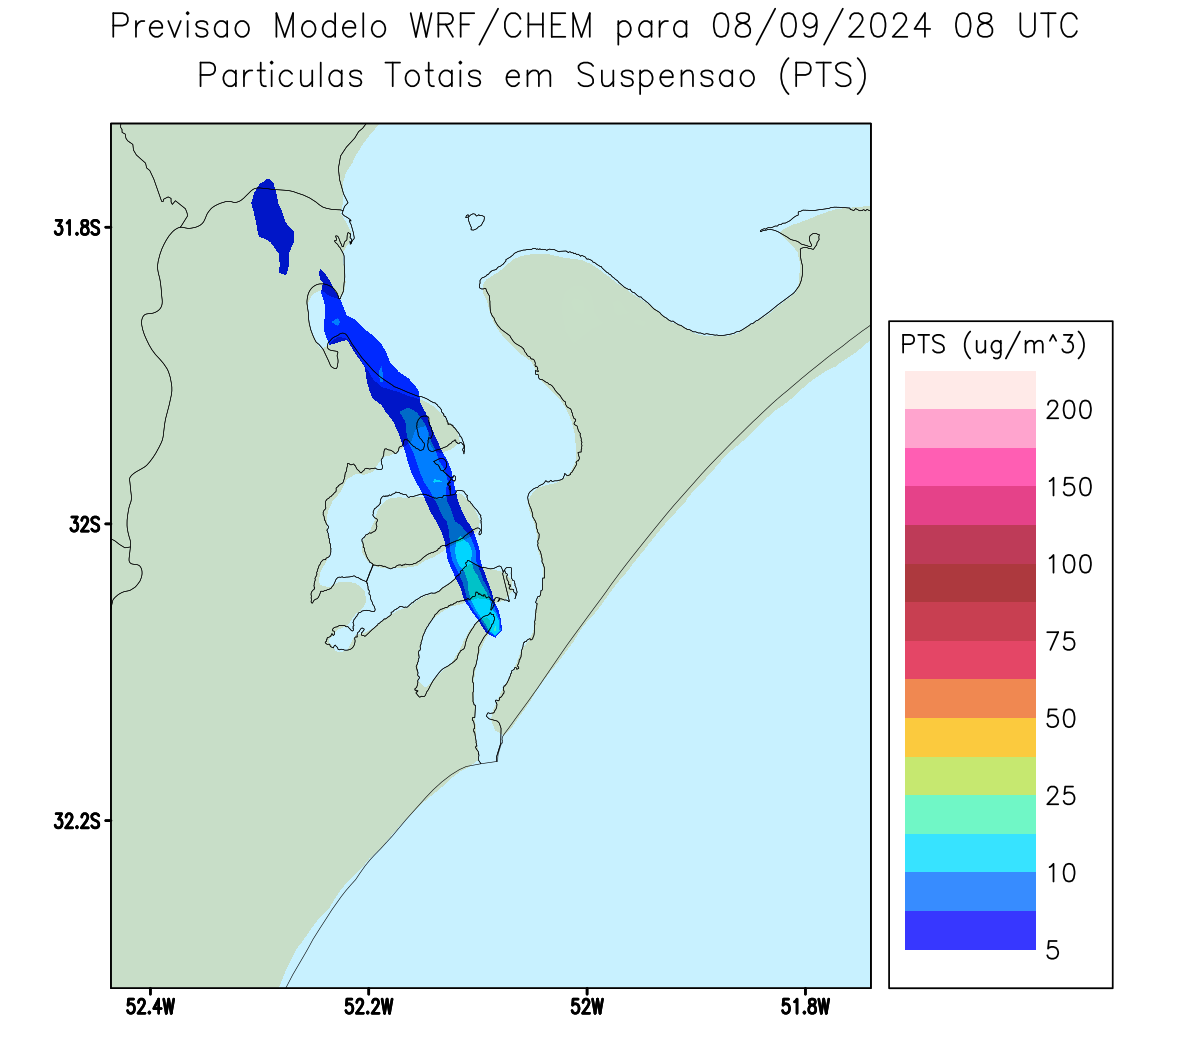 Previsao Modelo WRF/CHEM para 08/09/2024 08 UTC
Particulas Totais em Suspensao (PTS)
31.8S
32S
32.2S
52.4W
52.2W
52W
51.8W
PTS (ug/m^3)
200
150
100
75
50
25
10
5